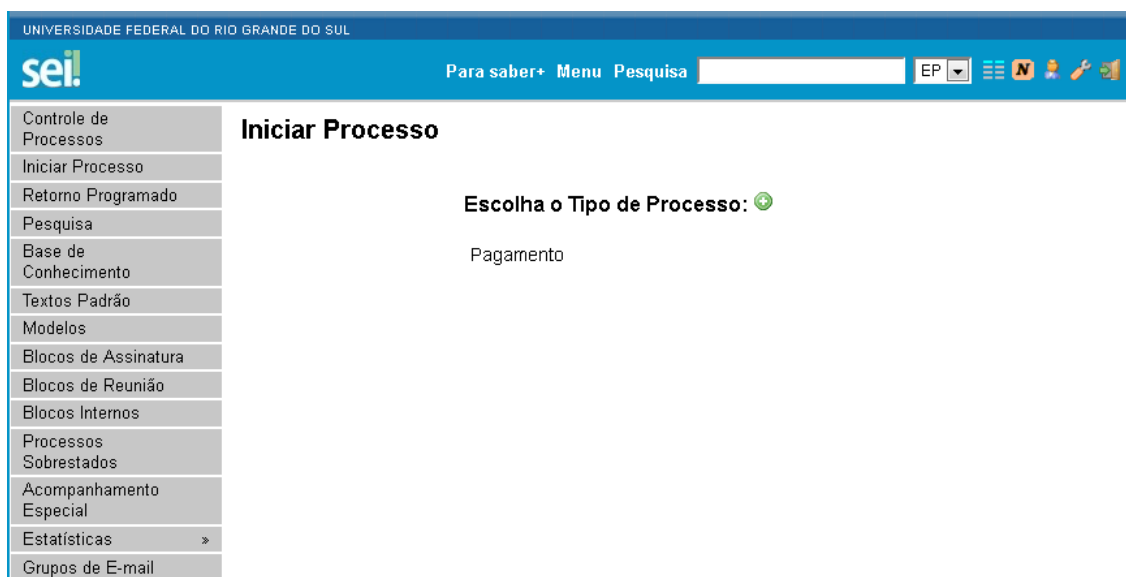 UNIVERSIDADE FEDERAL DO RIO GRANDE DO SUL
sei!
Para saber+ Menu Pesquisa EP N
Controle de
Processos
Iniciar Processo
Retorno Programado
Pesquisa
Base de
Conhecimento
Textos Padrão
Modelos
Blocos de Assinatura
Blocos de Reunião
Blocos Internos
Processos
Sobrestados
Acompanhamento
Especial
Estatísticas »
Grupos de E-mail
Iniciar Processo
Escolha o Tipo de Processo:
Pagamento